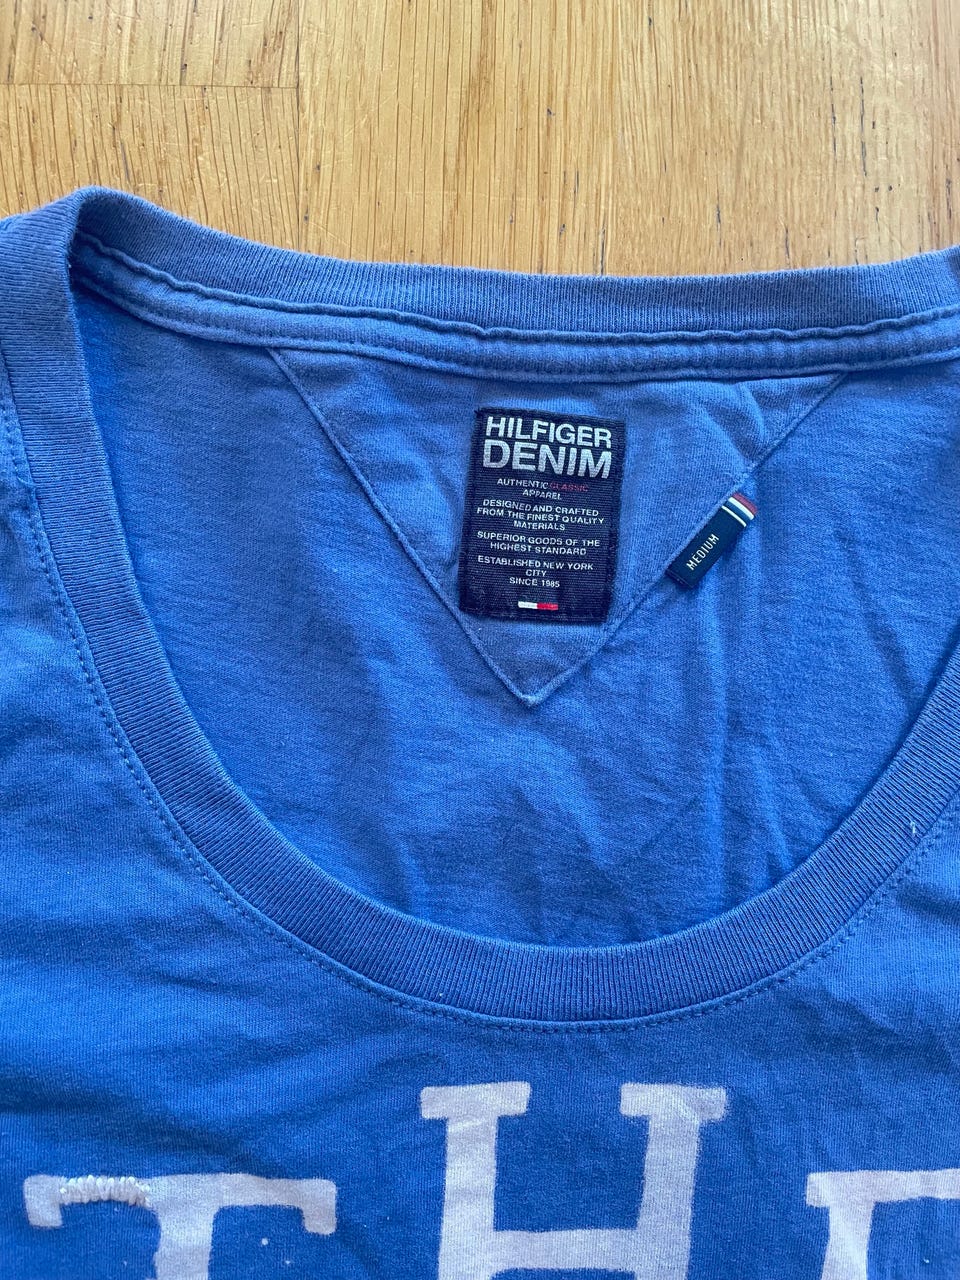 HILFIGER
DENIM
AUTHENTIC CLASSIC
APPAREL
DESIGNED AND CRAFTED
FROM THE FINEST QUALITY
MATERIALS
SUPERIOR GOODS OF THE
HIGHEST STANDARD
ESTABLISHED NEW YORK
CITY
SINCE 1985
MEDIUM
TH